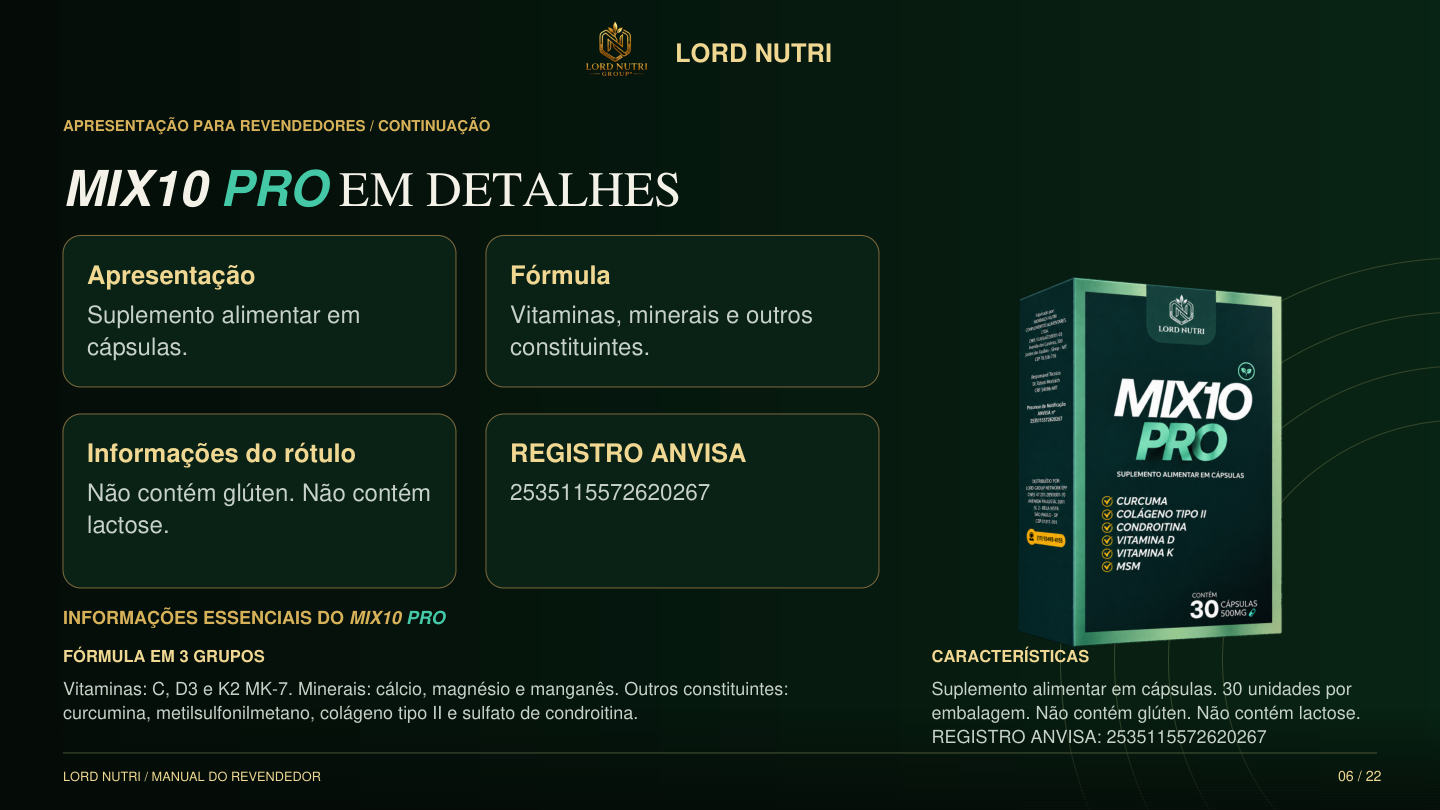 LORD NUTRI
GROUP
LORD NUTRI
APRESENTAÇÃO PARA REVENDEDORES / CONTINUAÇÃO
MIX10 PRO EM DETALHES
Apresentação
Suplemento alimentar em
cápsulas.
Fórmula
Vitaminas, minerais e outros
constituintes.
Informações do rótulo
Não contém glúten. Não contém
lactose.
REGISTRO ANVISA
2535115572620267
LORD NUTRI
MIX10
PRO
SUPLEMENTO ALIMENTAR EM CÁPSULAS
CURCUMA
COLÁGENO TIPO II
CONDROITINA
VITAMINA D
VITAMINA K
MSM
CONTÉM
30 CÁPSULAS
500MG
INFORMAÇÕES ESSENCIAIS DO MIX10 PRO
FÓRMULA EM 3 GRUPOS
Vitaminas: C, D3 e K2 MK-7. Minerais: cálcio, magnésio e manganês. Outros constituintes:
curcumina, metilsulfonilmetano, colágeno tipo II e sulfato de condroitina.
CARACTERÍSTICAS
Suplemento alimentar em cápsulas. 30 unidades por
embalagem. Não contém glúten. Não contém lactose.
REGISTRO ANVISA: 2535115572620267
LORD NUTRI / MANUAL DO REVENDEDOR
06 / 22